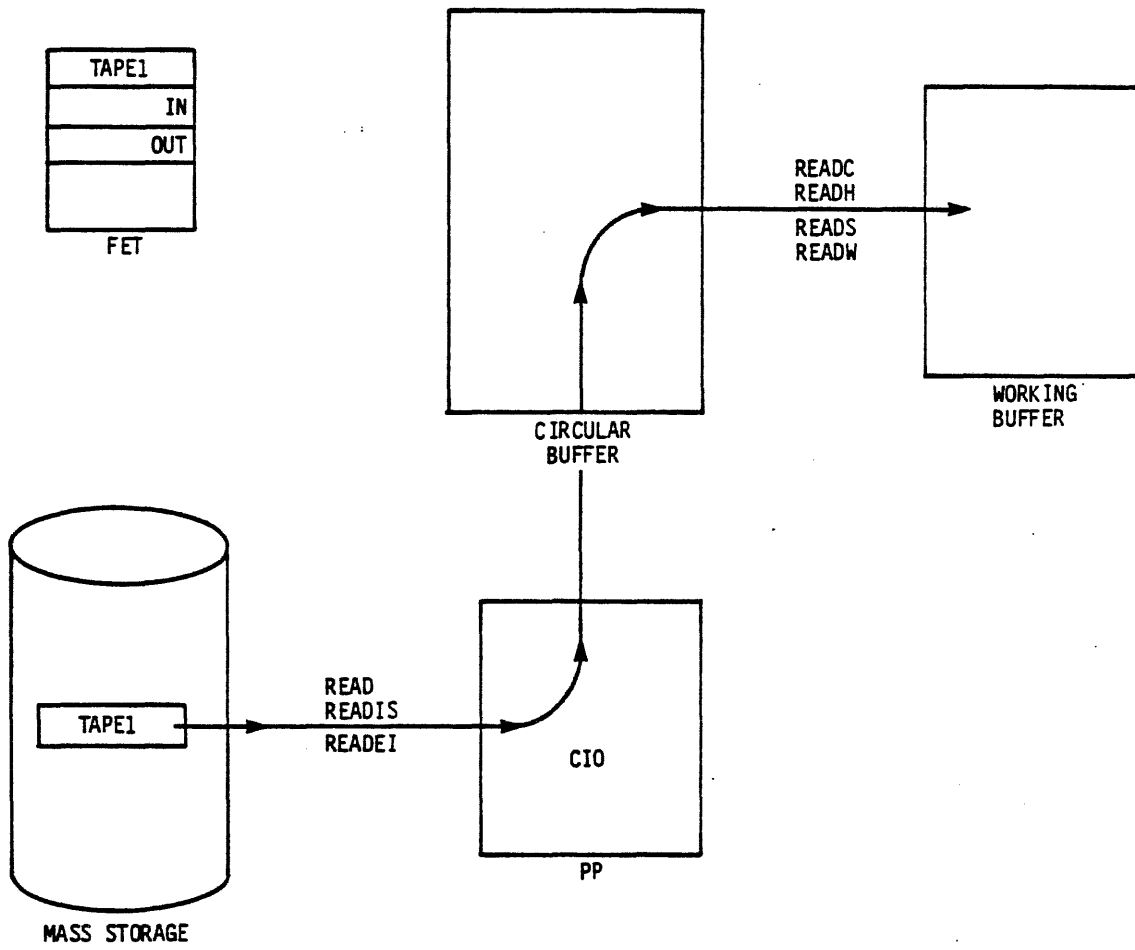 TAPE1
IN
OUT
FET
READC
READH
READS
READW
WORKING
BUFFER
CIRCULAR
BUFFER
READ
READIS
READEI
TAPE1
CIO
PP
MASS STORAGE